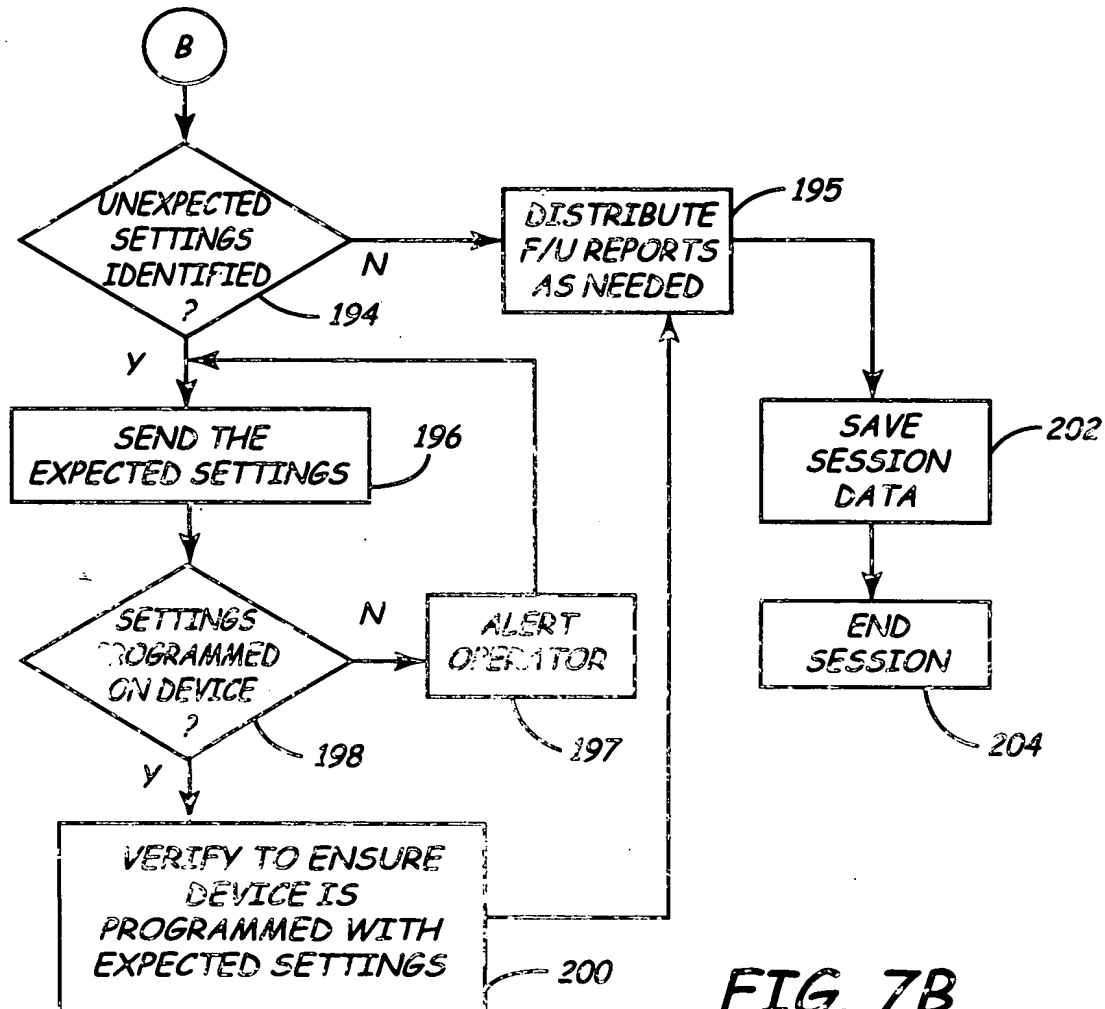 B
UNEXPECTED
SETTINGS
IDENTIFIED
?
194
N
Y
DISTRIBUTE
F/U REPORTS
AS NEEDED
195
SEND THE
EXPECTED SETTINGS
196
SAVE
SESSION
DATA
202
SETTINGS
PROGRAMMED
ON DEVICE
?
198
N
Y
ALERT
OPERATOR
197
END
SESSION
204
VERIFY TO ENSURE
DEVICE IS
PROGRAMMED WITH
EXPECTED SETTINGS
200
FIG. 7B